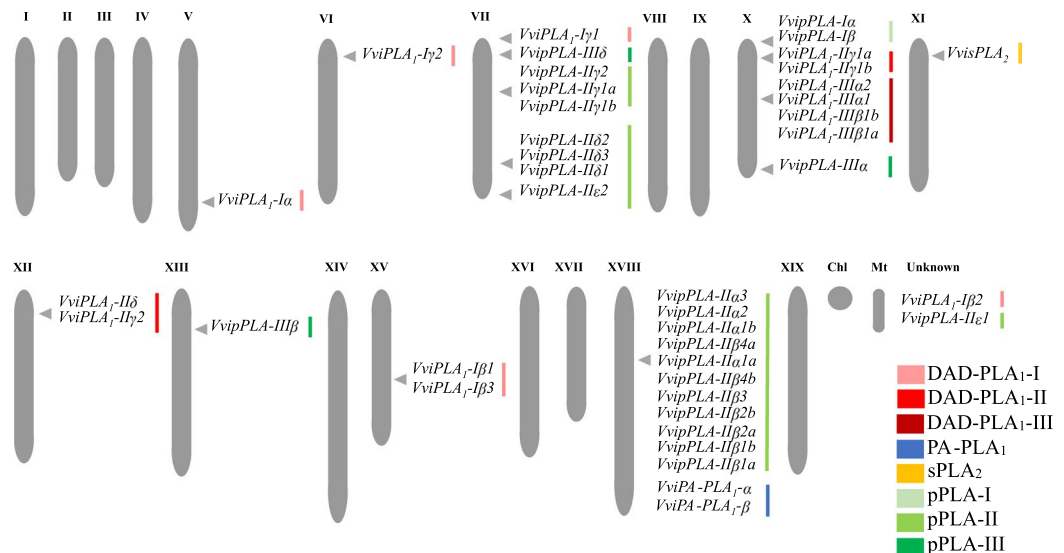 I II III IV V VI VII VIII IX X XI
VviPLA₁-Iα
VviPLA₁-Iγ2
VviPLA₁-Iγ1
VvipPLA-IIIδ
VvipPLA-IIγ2
VvipPLA-IIγ1a
VvipPLA-IIγ1b
VvipPLA-IIδ2
VvipPLA-IIδ3
VvipPLA-IIδ1
VvipPLA-IIε2
VvipPLA-Iα
VvipPLA-Iβ
VviPLA₁-IIγ1a
VviPLA₁-IIγ1b
VviPLA₁-IIIα2
VviPLA₁-IIIα1
VviPLA₁-IIIβ1b
VviPLA₁-IIIβ1a
VvipPLA-IIIα
VvisPLA₂
XII XIII XIV XV XVI XVII XVIII XIX Chl Mt Unknown
VviPLA₁-IIδ
VviPLA₁-IIγ2
VvipPLA-IIIβ
VviPLA₁-Iβ1
VviPLA₁-Iβ3
VvipPLA-IIα3
VvipPLA-IIα2
VvipPLA-IIα1b
VvipPLA-IIβ4a
VvipPLA-IIα1a
VvipPLA-IIβ4b
VvipPLA-IIβ3
VvipPLA-IIβ2b
VvipPLA-IIβ2a
VvipPLA-IIβ1b
VvipPLA-IIβ1a
VviPA-PLA₁-α
VviPA-PLA₁-β
VviPLA₁-Iβ2
VvipPLA-IIε1
DAD-PLA₁-I
DAD-PLA₁-II
DAD-PLA₁-III
PA-PLA₁
sPLA₂
pPLA-I
pPLA-II
pPLA-III